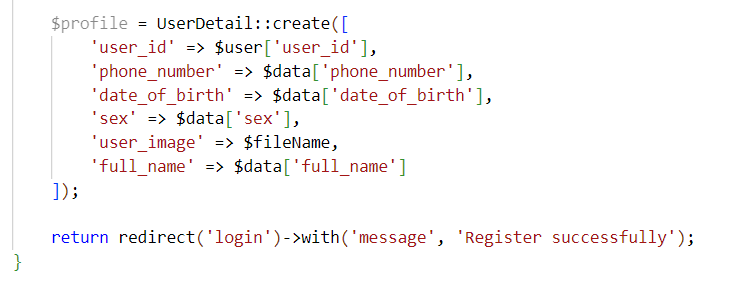 $profile = UserDetail::create([
'user_id' => $user['user_id'],
'phone_number' => $data['phone_number'],
'date_of_birth' => $data['date_of_birth'],
'sex' => $data['sex'],
'user_image' => $fileName,
'full_name' => $data['full_name']
]);
return redirect('login')->with('message', 'Register successfully');
}